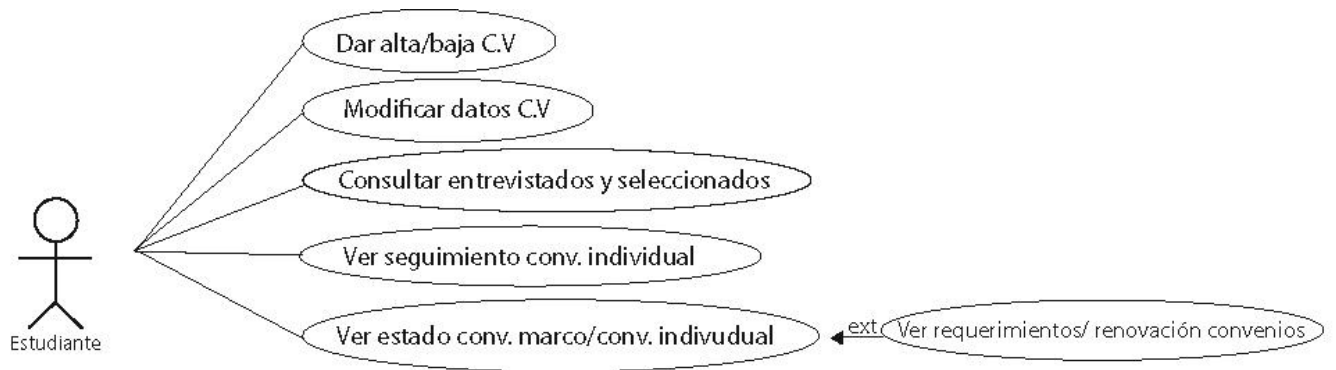 Dar alta/baja C.V
Modificar datos C.V
Consultar entrevistados y seleccionados
Ver seguimiento conv. individual
Ver estado conv. marco/conv. indivudual
ext.
Ver requerimientos/ renovación convenios
Estudiante